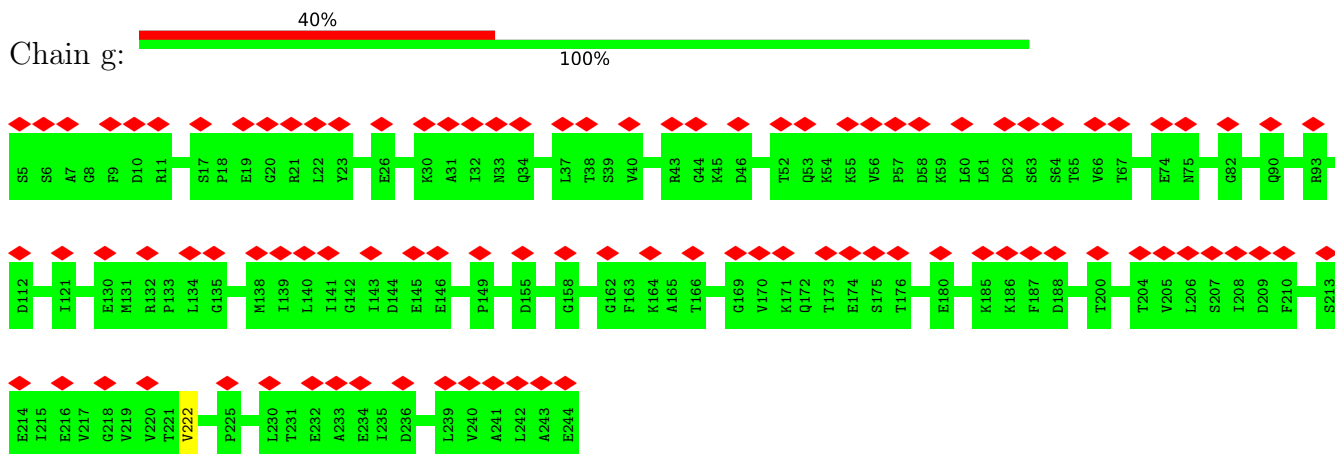 40%
Chain g:
100%
S5 S6 A7 G8 F9 D10 R11 S17 P18 E19 G20 R21 L22 Y23 E26 K30 A31 I32 N33 Q34 L37 T38 S39 V40 R43 G44 K45 D46 T52 Q53 K54 K55 V56 P57 D58 K59 L60 L61 D62 S63 S64 T65 V66 T67 E74 N75 G82 Q90 R93
D112 I121 E130 M131 R132 P133 L134 G135 M138 I139 L140 I141 G142 I143 D144 E145 E146 P149 D155 G158 G162 F163 K164 A165 T166 G169 V170 K171 Q172 T173 E174 S175 T176 E180 K185 K186 F187 D188 T200 T204 V205 L206 S207 I208 D209 F210 S213
E214 I215 E216 V217 G218 V219 V220 T221 V222 P225 L230 T231 E232 A233 E234 I235 D236 L239 V240 A241 L242 A243 E244